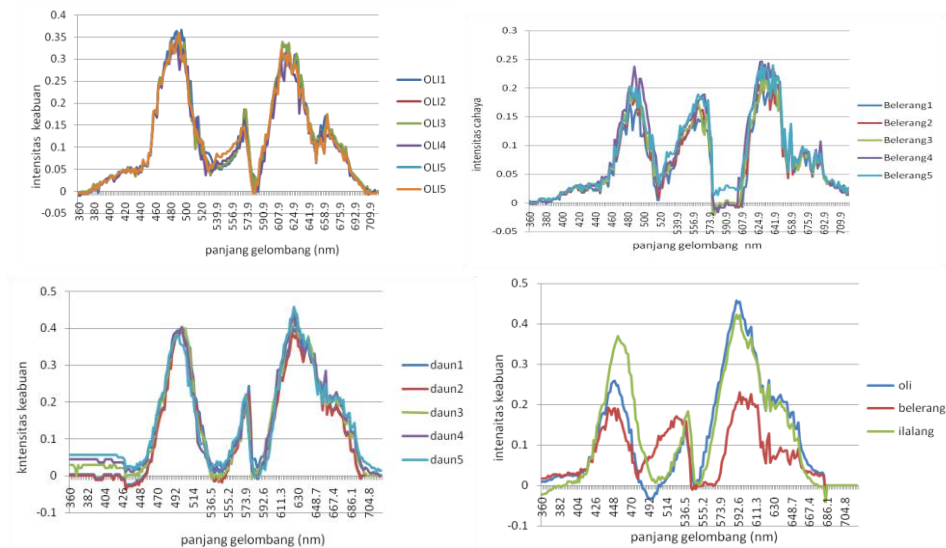 0.4
0.35
0.3
0.25
0.2
0.15
0.1
0.05
0
-0.05
intensitas keabuan
360 380 400 420 440 460 480 500 520 539.9 556.9 573.9 590.9 607.9 624.9 641.9 658.9 675.9 692.9 709.9
panjang gelombang (nm)
OLI1
OLI2
OLI3
OLI4
OLI5
OLI5
0.3
0.25
0.2
0.15
0.1
0.05
0
-0.05
intensitas cahaya
360 380 400 420 440 460 480 500 520 539.9 556.9 573.9 590.9 607.9 624.9 641.9 658.9 675.9 692.9 709.9
panjang gelombang nm
Belerang1
Belerang2
Belerang3
Belerang4
Belerang5
0.5
0.4
0.3
0.2
0.1
0
-0.1
kntensitas keabuan
360 382 404 426 448 470 492 514 536.5 555.2 573.9 592.6 611.3 630 648.7 667.4 686.1 704.8
panjang gelombang (nm)
daun1
daun2
daun3
daun4
daun5
0.5
0.4
0.3
0.2
0.1
0
-0.1
intenaitas keabuan
360 382 404 426 448 470 492 514 536.5 555.2 573.9 592.6 611.3 630 648.7 667.4 686.1 704.8
panjang gelombang (nm)
oli
belerang
ilalang